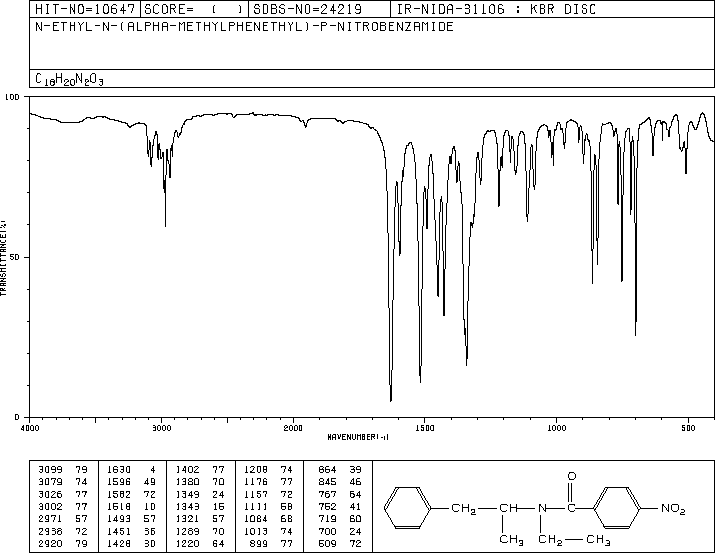 HIT-NO=10647 SCORE= ( ) SDBS-NO=24219 IR-NIDA-31106 : KBR DISC
N-ETHYL-N-(ALPHA-METHYLPHENETHYL)-P-NITROBENZAMIDE
C18H20N2O3
100
50
0
TRANSMITTANCE(%)
4000 3000 2000 1500 1000 500
WAVENUMBER(-1)
3099 79 1630 4 1402 77 1208 74 864 39
3079 74 1596 49 1380 70 1176 77 845 46
3026 77 1582 72 1349 24 1157 72 767 64
3002 77 1518 10 1343 15 1111 58 752 41
2971 57 1493 57 1321 57 1084 68 719 60
2936 72 1451 36 1289 70 1013 74 700 24
2920 79 1428 30 1220 64 899 77 509 72
O
CH2 CH N C NO2
CH3 CH2 CH3